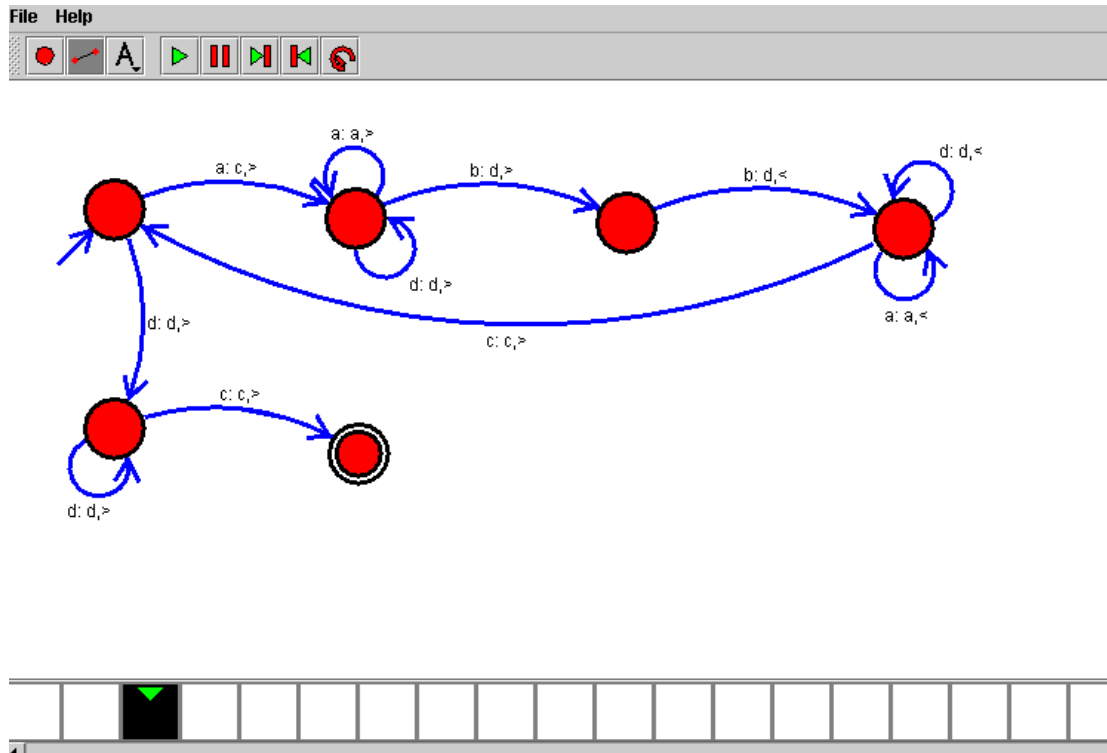 File Help
A
a: a,>
a: c,>
b: d,>
b: d,<
d: d,<
d: d,>
a: a,<
d: d,>
c: c,>
c: c,>
d: d,>